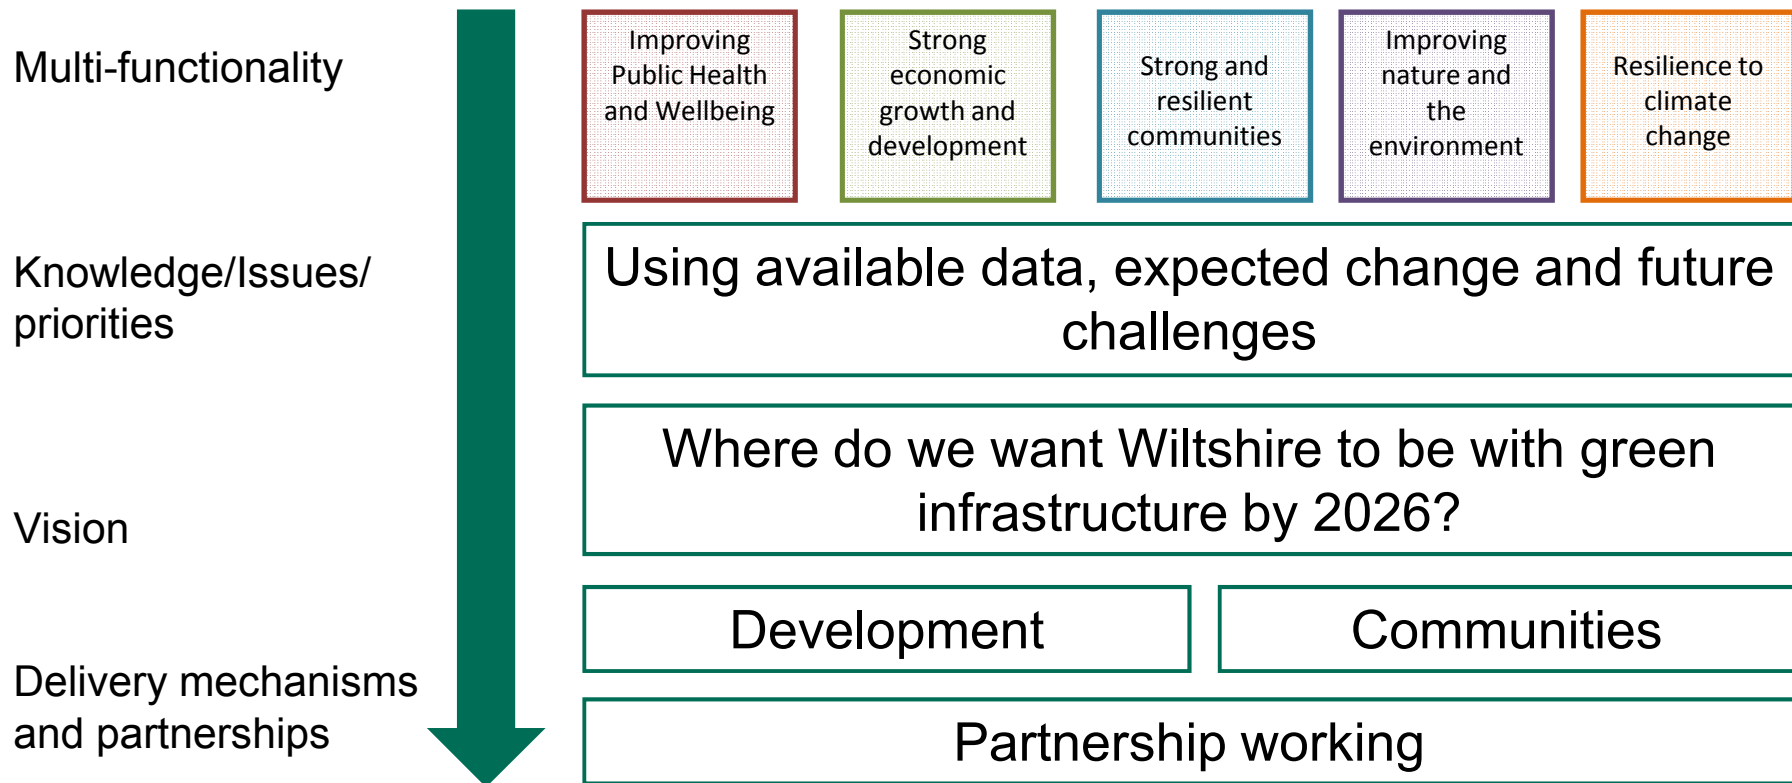 Multi-functionality
Improving
Public Health
and Wellbeing
Strong
economic
growth and
development
Strong and
resilient
communities
Improving
nature and
the
environment
Resilience to
climate
change
Knowledge/Issues/
priorities
Using available data, expected change and future
challenges
Vision
Where do we want Wiltshire to be with green
infrastructure by 2026?
Delivery mechanisms
and partnerships
Development
Communities
Partnership working